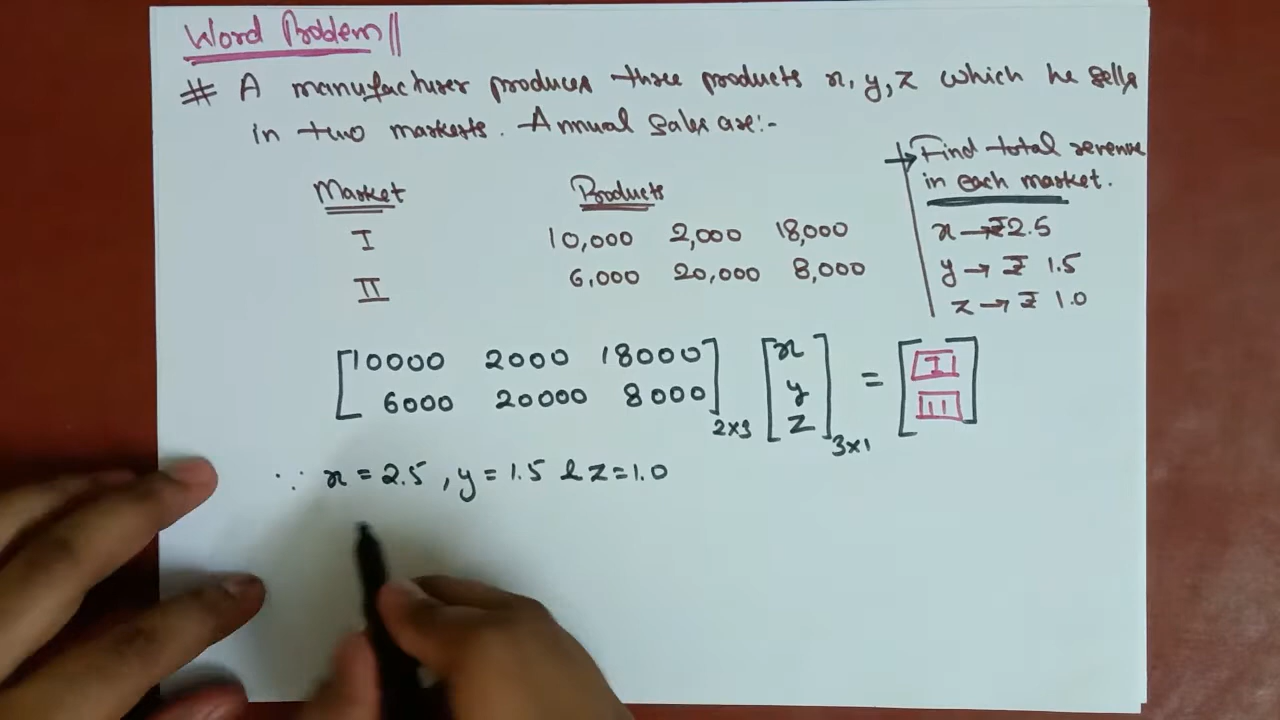 Word Problem ||
# A manufacturer produces three products x, y, z which he sells
in two markets. Annual sales are:-
→ Find total revenue
in each market.
Market Products
I 10,000 2,000 18,000
II 6,000 20,000 8,000
x → ₹2.5
y → ₹ 1.5
z → ₹ 1.0
[10000 2000 18000] [x] = [I]
[6000 20000 8000] 2×3 [y] [II]
[z] 3×1
∵ x = 2.5 , y = 1.5 & z = 1.0